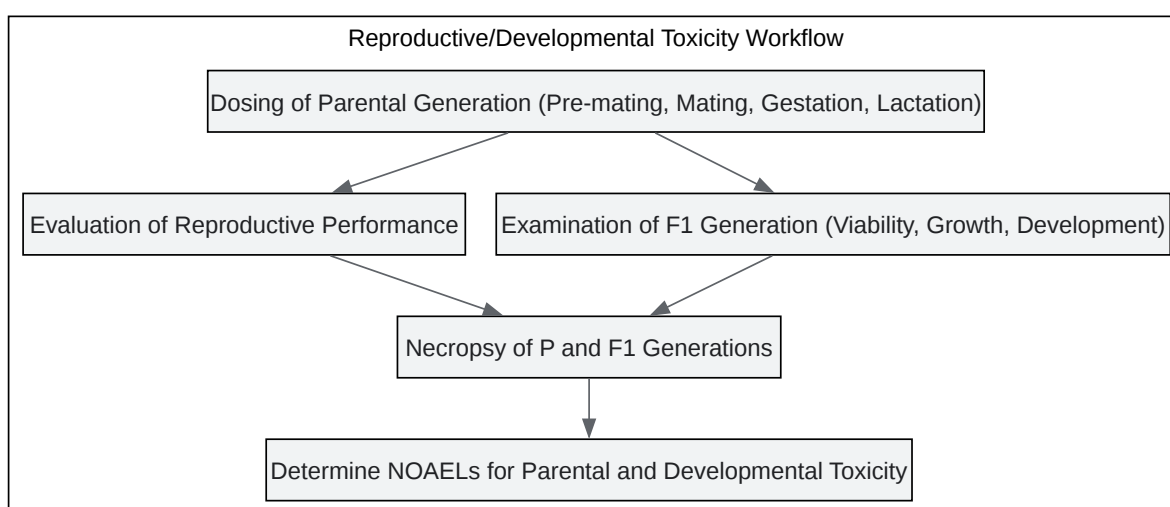 Reproductive/Developmental Toxicity Workflow
Dosing of Parental Generation (Pre-mating, Mating, Gestation, Lactation)
Evaluation of Reproductive Performance
Examination of F1 Generation (Viability, Growth, Development)
Necropsy of P and F1 Generations
Determine NOAELs for Parental and Developmental Toxicity